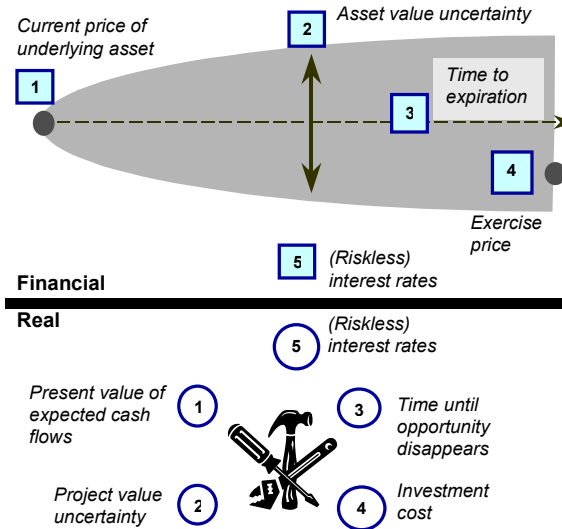 Current price of
underlying asset
1
2
Asset value uncertainty
Time to
expiration
3
4
Exercise
price
5
(Riskless)
interest rates
Financial
Real
5
(Riskless)
interest rates
Present value of
expected cash
flows
1
3
Time until
opportunity
disappears
Project value
uncertainty
2
4
Investment
cost